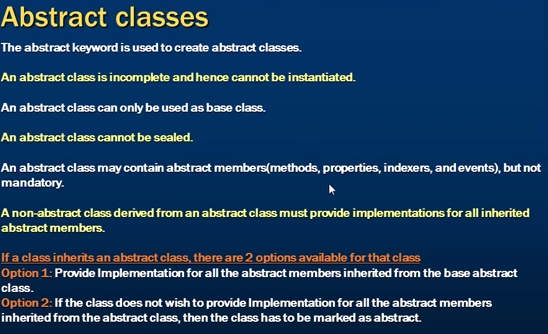 Abstract classes
The abstract keyword is used to create abstract classes.
An abstract class is incomplete and hence cannot be instantiated.
An abstract class can only be used as base class.
An abstract class cannot be sealed.
An abstract class may contain abstract members(methods, properties, indexers, and events), but not
mandatory.
A non-abstract class derived from an abstract class must provide implementations for all inherited
abstract members.
If a class inherits an abstract class, there are 2 options available for that class
Option 1: Provide Implementation for all the abstract members inherited from the base abstract
class.
Option 2: If the class does not wish to provide Implementation for all the abstract members
inherited from the abstract class, then the class has to be marked as abstract.